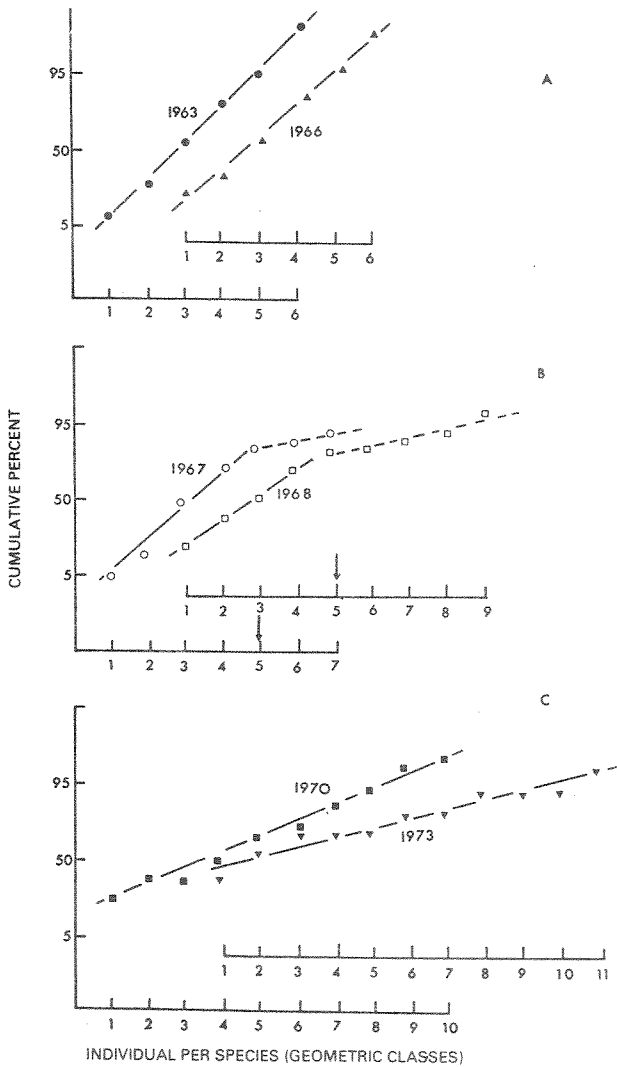 A
95
50
5
1963
1966
1 2 3 4 5 6
1 2 3 4 5 6
CUMULATIVE PERCENT
B
95
50
5
1967
1968
1 2 3 4 5 6 7 8 9
1 2 3 4 5 6 7
C
95
50
5
1970
1973
1 2 3 4 5 6 7 8 9 10 11
1 2 3 4 5 6 7 8 9 10
INDIVIDUAL PER SPECIES (GEOMETRIC CLASSES)